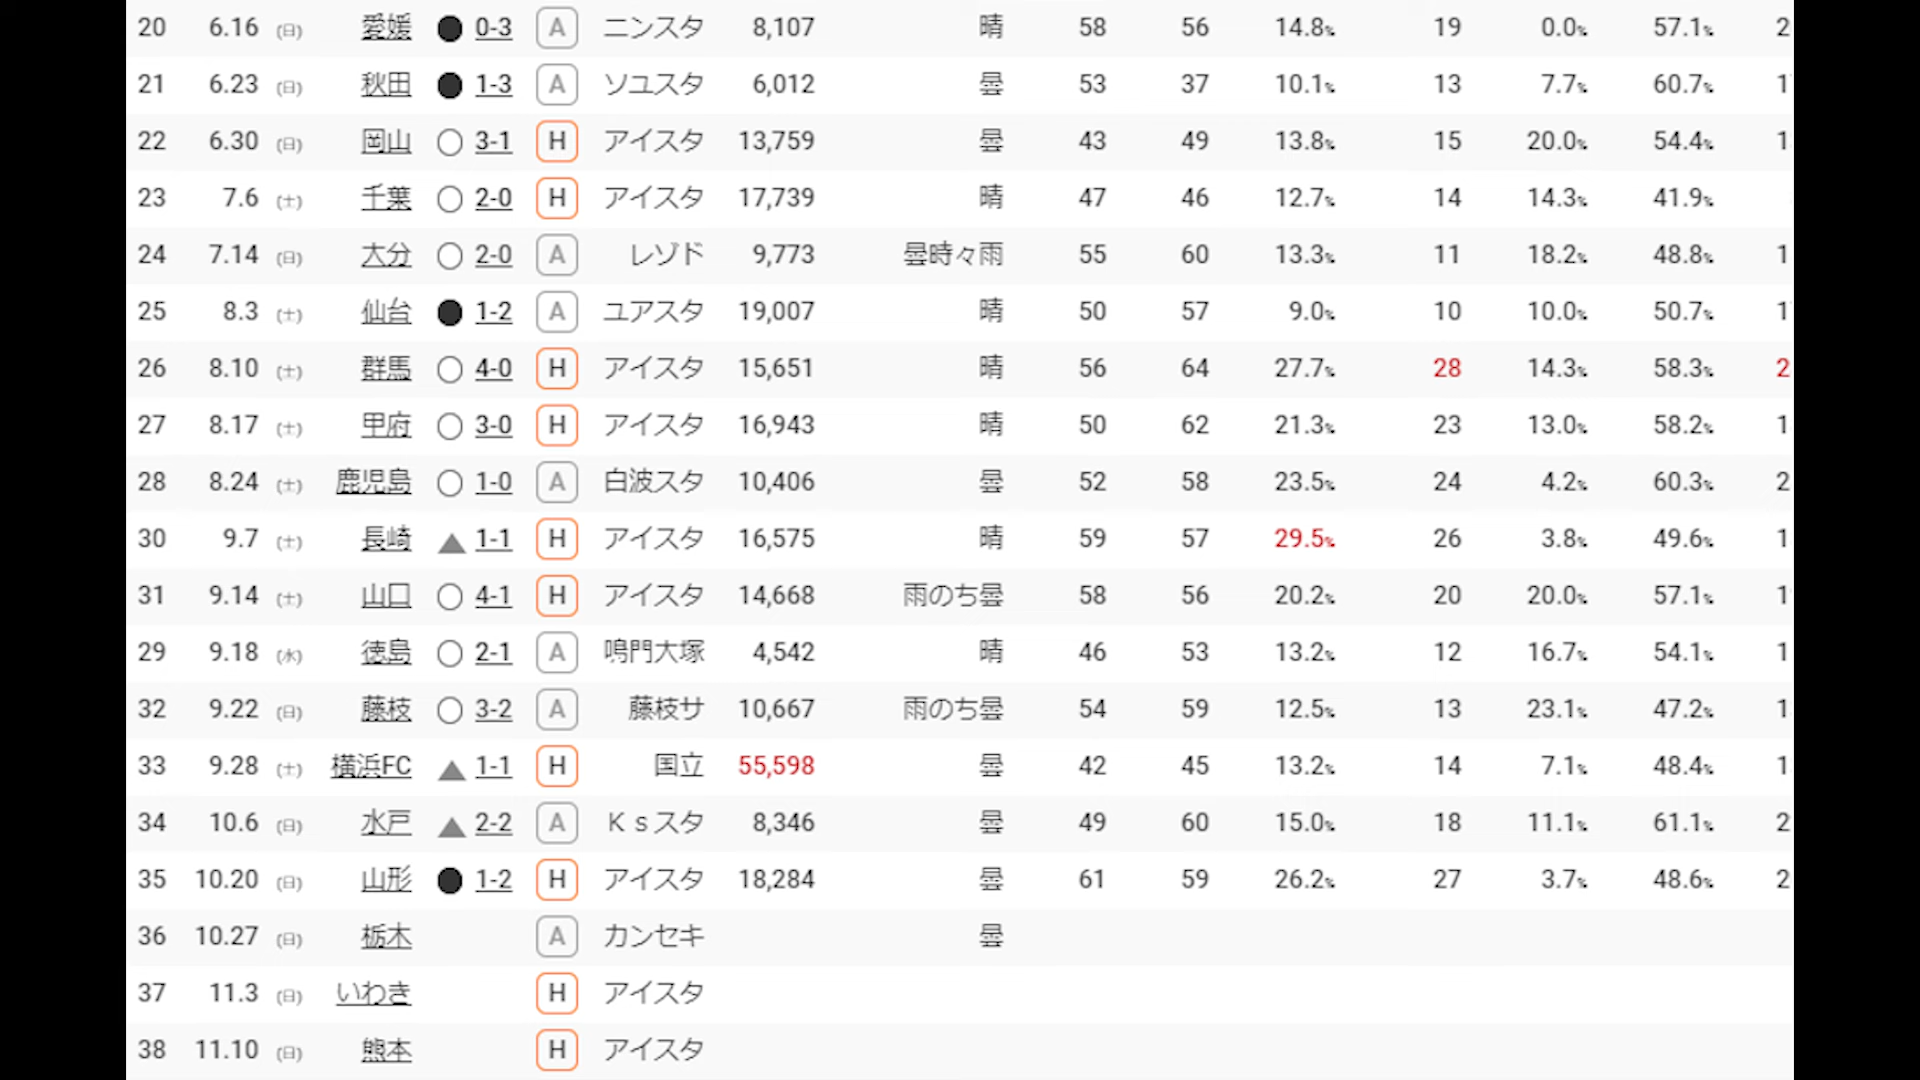 20 6.16 (日) 愛媛 ● 0-3 A ニンスタ 8,107 晴 58 56 14.8% 19 0.0% 57.1% 2
21 6.23 (日) 秋田 ● 1-3 A ソユスタ 6,012 曇 53 37 10.1% 13 7.7% 60.7% 1
22 6.30 (日) 岡山 ○ 3-1 H アイスタ 13,759 曇 43 49 13.8% 15 20.0% 54.4% 1
23 7.6 (土) 千葉 ○ 2-0 H アイスタ 17,739 晴 47 46 12.7% 14 14.3% 41.9%
24 7.14 (日) 大分 ○ 2-0 A レゾド 9,773 曇時々雨 55 60 13.3% 11 18.2% 48.8% 1
25 8.3 (土) 仙台 ● 1-2 A ユアスタ 19,007 晴 50 57 9.0% 10 10.0% 50.7% 1
26 8.10 (土) 群馬 ○ 4-0 H アイスタ 15,651 晴 56 64 27.7% 28 14.3% 58.3% 2
27 8.17 (土) 甲府 ○ 3-0 H アイスタ 16,943 晴 50 62 21.3% 23 13.0% 58.2% 1
28 8.24 (土) 鹿児島 ○ 1-0 A 白波スタ 10,406 曇 52 58 23.5% 24 4.2% 60.3% 2
30 9.7 (土) 長崎 ▲ 1-1 H アイスタ 16,575 晴 59 57 29.5% 26 3.8% 49.6% 1
31 9.14 (土) 山口 ○ 4-1 H アイスタ 14,668 雨のち曇 58 56 20.2% 20 20.0% 57.1% 1
29 9.18 (水) 徳島 ○ 2-1 A 鳴門大塚 4,542 晴 46 53 13.2% 12 16.7% 54.1% 1
32 9.22 (日) 藤枝 ○ 3-2 A 藤枝サ 10,667 雨のち曇 54 59 12.5% 13 23.1% 47.2% 1
33 9.28 (土) 横浜FC ▲ 1-1 H 国立 55,598 曇 42 45 13.2% 14 7.1% 48.4% 1
34 10.6 (日) 水戸 ▲ 2-2 A Ksスタ 8,346 曇 49 60 15.0% 18 11.1% 61.1% 2
35 10.20 (日) 山形 ● 1-2 H アイスタ 18,284 曇 61 59 26.2% 27 3.7% 48.6% 2
36 10.27 (日) 栃木 A カンセキ 曇
37 11.3 (日) いわき H アイスタ
38 11.10 (日) 熊本 H アイスタ